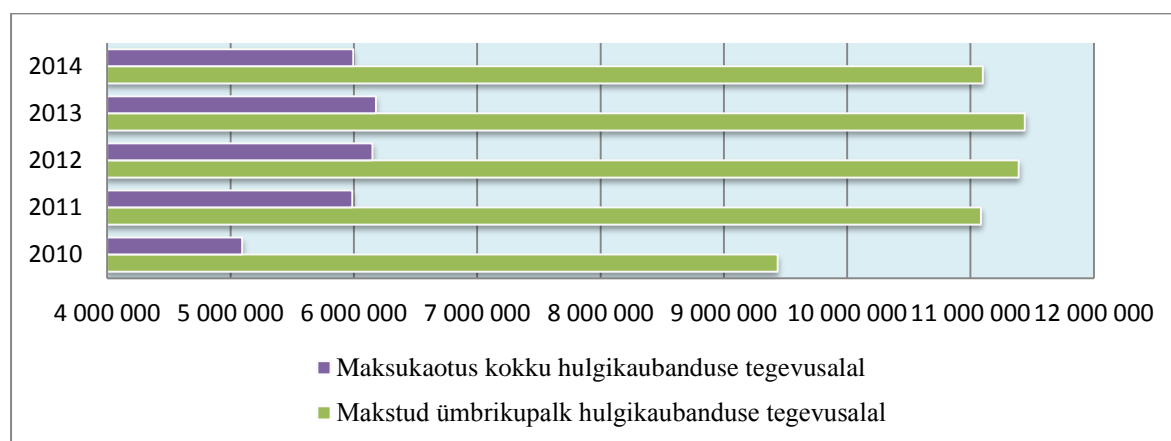 2014
2013
2012
2011
2010
4 000 000 5 000 000 6 000 000 7 000 000 8 000 000 9 000 000 10 000 000 11 000 000 12 000 000
Maksukaotus kokku hulgikaubanduse tegevusalal
Makstud ümbrikupalk hulgikaubanduse tegevusalal